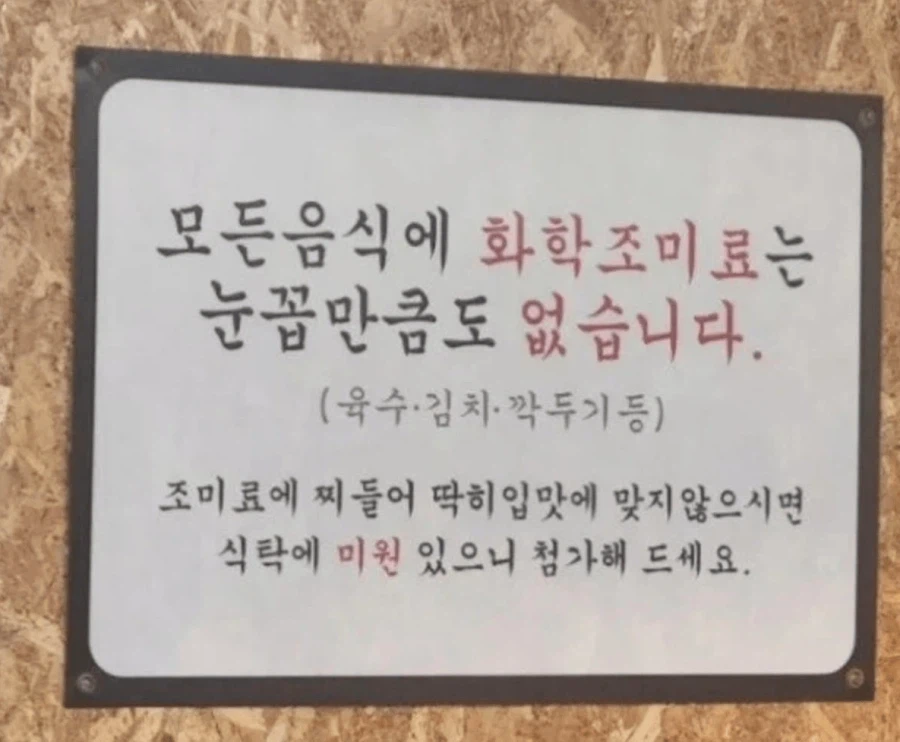 모든음식에 화학조미료는
눈꼽만큼도 없습니다.
(육수·김치·깍두기등)
조미료에 찌들어 딱히입맛에 맞지않으시면
식탁에 미원 있으니 첨가해 드세요.